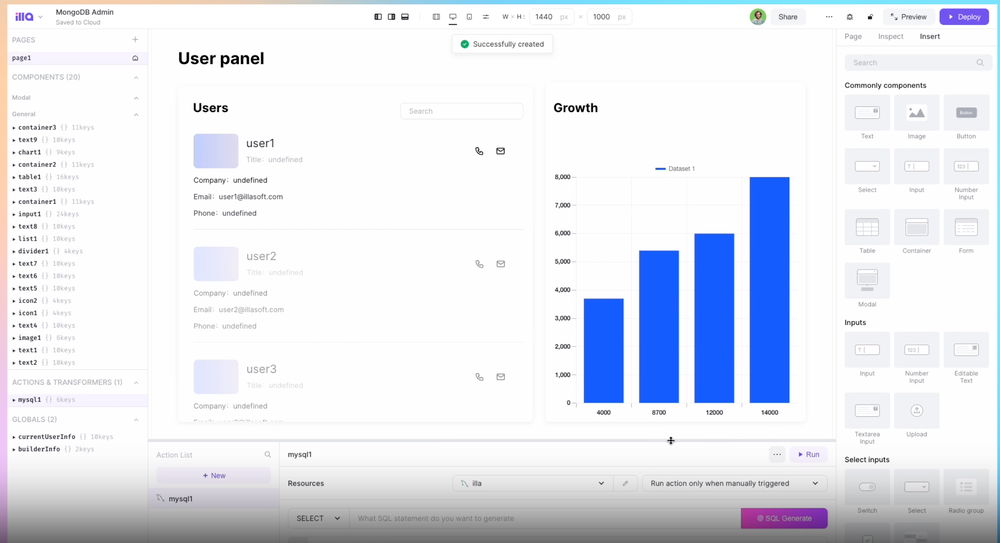 illa
MongoDB Admin
Saved to Cloud
W × H :
1440 px
×
1000 px
Share
Preview
Deploy
PAGES
page1
COMPONENTS (20)
Modal
General
container3 {} 11keys
text9 {} 10keys
chart1 {} 9keys
container2 {} 11keys
table1 {} 16keys
text3 {} 10keys
container1 {} 11keys
input1 {} 24keys
text8 {} 10keys
list1 {} 10keys
divider1 {} 4keys
text7 {} 10keys
text6 {} 10keys
text5 {} 10keys
icon2 {} 4keys
icon1 {} 4keys
text4 {} 10keys
image1 {} 6keys
text1 {} 10keys
text2 {} 10keys
ACTIONS & TRANSFORMERS (1)
mysql1 {} 6keys
GLOBALS (2)
currentUserInfo {} 10keys
builderInfo {} 2keys
Successfully created
User panel
Users
Search
user1
Title： undefined
Company： undefined
Email： user1@illasoft.com
Phone： undefined
user2
Title： undefined
Company： undefined
Email： user2@illasoft.com
Phone： undefined
user3
Title： undefined
Company： undefined
Growth
Dataset 1
8,000
7,000
6,000
5,000
4,000
3,000
2,000
1,000
0
4000
8700
12000
14000
Action List
+ New
mysql1
mysql1
Run
Resources
illa
Run action only when manually triggered
SELECT
What SQL statement do you want to generate
SQL Generate
Page
Inspect
Insert
Search
Commonly components
Text
Image
Button
Button
Select
Input
123
Number
Input
Table
Container
Form
Modal
Inputs
Input
123
Number
Input
Editable
Text
Textarea
Input
Upload
Select inputs
Switch
Select
Radio group